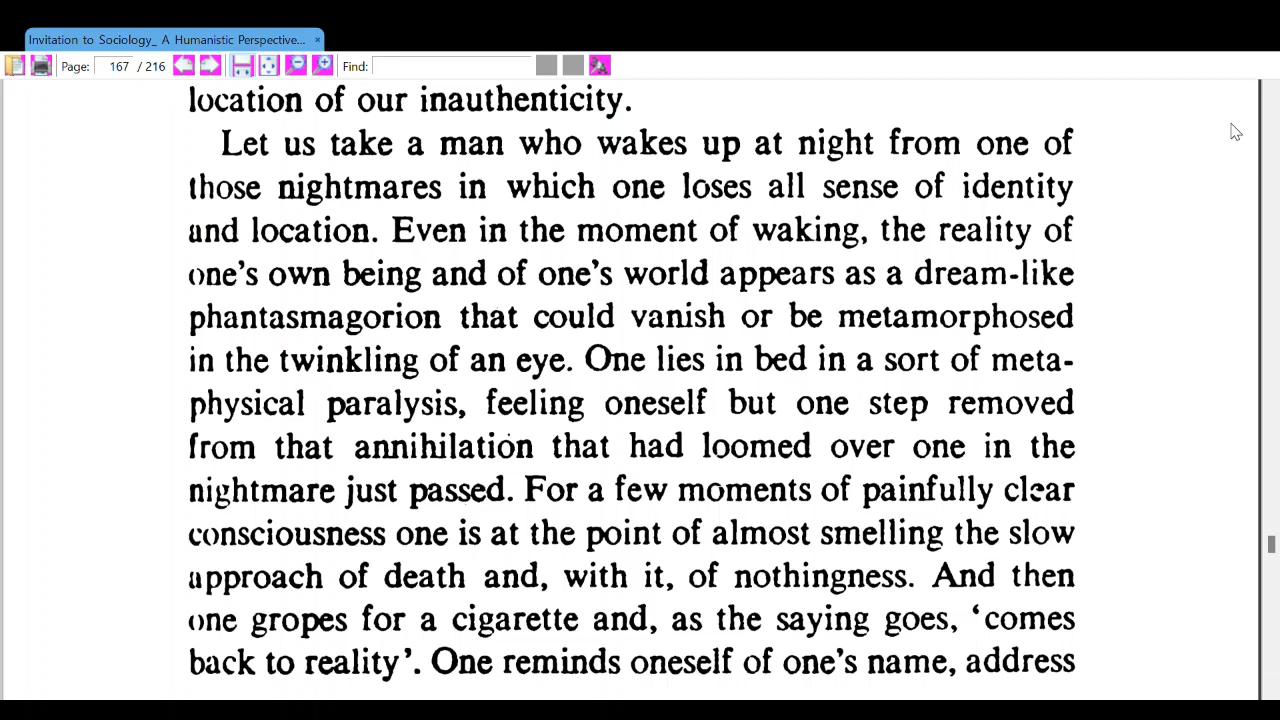 Invitation to Sociology_ A Humanistic Perspective... ×
Page: 167 / 216 Find:
location of our inauthenticity.
Let us take a man who wakes up at night from one of
those nightmares in which one loses all sense of identity
and location. Even in the moment of waking, the reality of
one's own being and of one's world appears as a dream-like
phantasmagorion that could vanish or be metamorphosed
in the twinkling of an eye. One lies in bed in a sort of meta-
physical paralysis, feeling oneself but one step removed
from that annihilation that had loomed over one in the
nightmare just passed. For a few moments of painfully clear
consciousness one is at the point of almost smelling the slow
approach of death and, with it, of nothingness. And then
one gropes for a cigarette and, as the saying goes, ‘comes
back to reality’. One reminds oneself of one's name, address